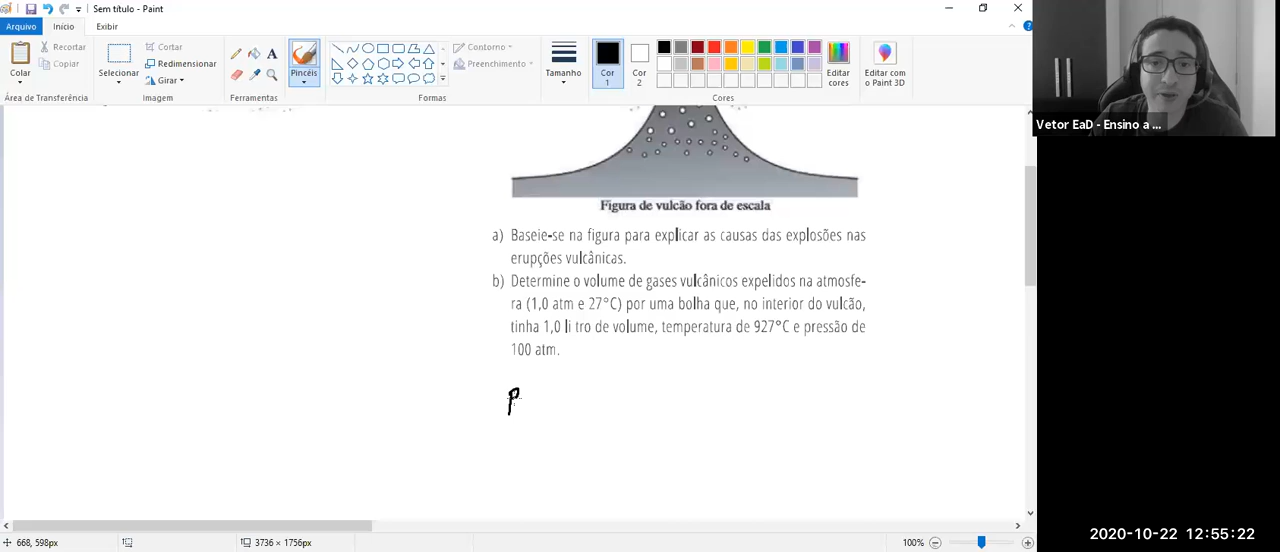 Sem título - Paint
Arquivo Início Exibir
Colar
Recortar
Copiar
Área de Transferência
Selecionar
Cortar
Redimensionar
Girar
Imagem
A
Ferramentas
Pincéis
Contorno
Preenchimento
Formas
Tamanho
Cor
1
Cor
2
Editar
cores
Cores
Editar com
o Paint 3D
Vetor EaD - Ensino a ...
Figura de vulcão fora de escala
a) Baseie-se na figura para explicar as causas das explosões nas
erupções vulcânicas.
b) Determine o volume de gases vulcânicos expelidos na atmosfe-
ra (1,0 atm e 27°C) por uma bolha que, no interior do vulcão,
tinha 1,0 li tro de volume, temperatura de 927°C e pressão de
100 atm.
P
2020-10-22 12:55:22
668, 598px
3736 × 1756px
100%